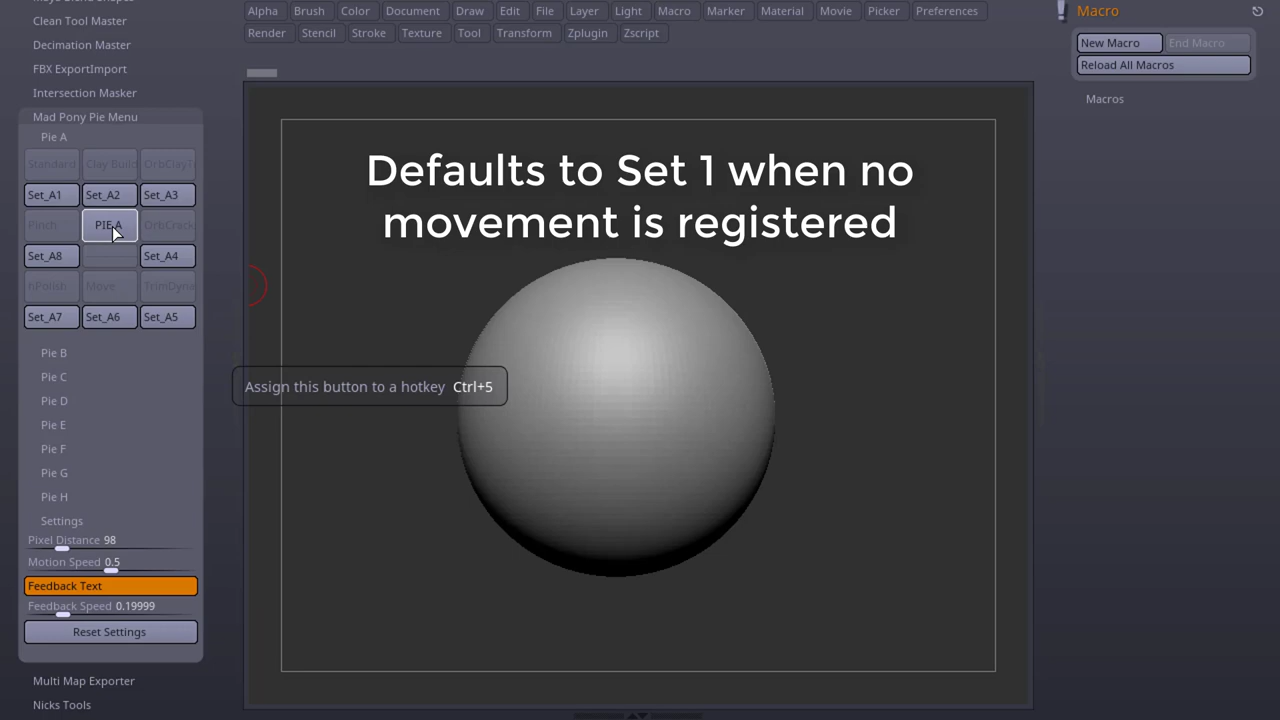 Clean Tool Master
Decimation Master
FBX ExportImport
Intersection Masker
Mad Pony Pie Menu
Pie A
Standard Clay Build OrbClayFl
Set_A1 Set_A2 Set_A3
Pinch PIE A OrbCrack
Set_A8 Set_A4
hPolish Move TrimDyna
Set_A7 Set_A6 Set_A5
Pie B
Pie C
Pie D
Pie E
Pie F
Pie G
Pie H
Settings
Pixel Distance 98
Motion Speed 0.5
Feedback Text
Feedback Speed 0.19999
Reset Settings
Multi Map Exporter
Nicks Tools
Alpha Brush Color Document Draw Edit File Layer Light Macro Marker Material Movie Picker Preferences
Render Stencil Stroke Texture Tool Transform Zplugin Zscript
Defaults to Set 1 when no
movement is registered
Assign this button to a hotkey Ctrl+5
Macro
New Macro End Macro
Reload All Macros
Macros